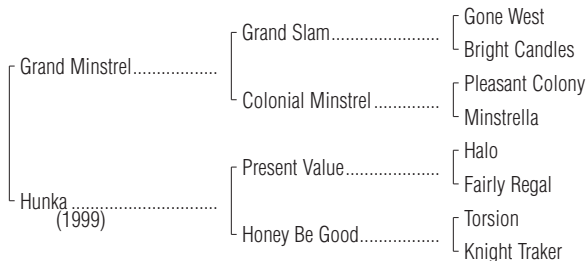 Gone West
Grand Slam......................
Bright Candles
Grand Minstrel.................
Pleasant Colony
Colonial Minstrel.............
Minstrella
Halo
Present Value...................
Fairly Regal
Hunka .............................
(1999)
Torsion
Honey Be Good................
Knight Traker